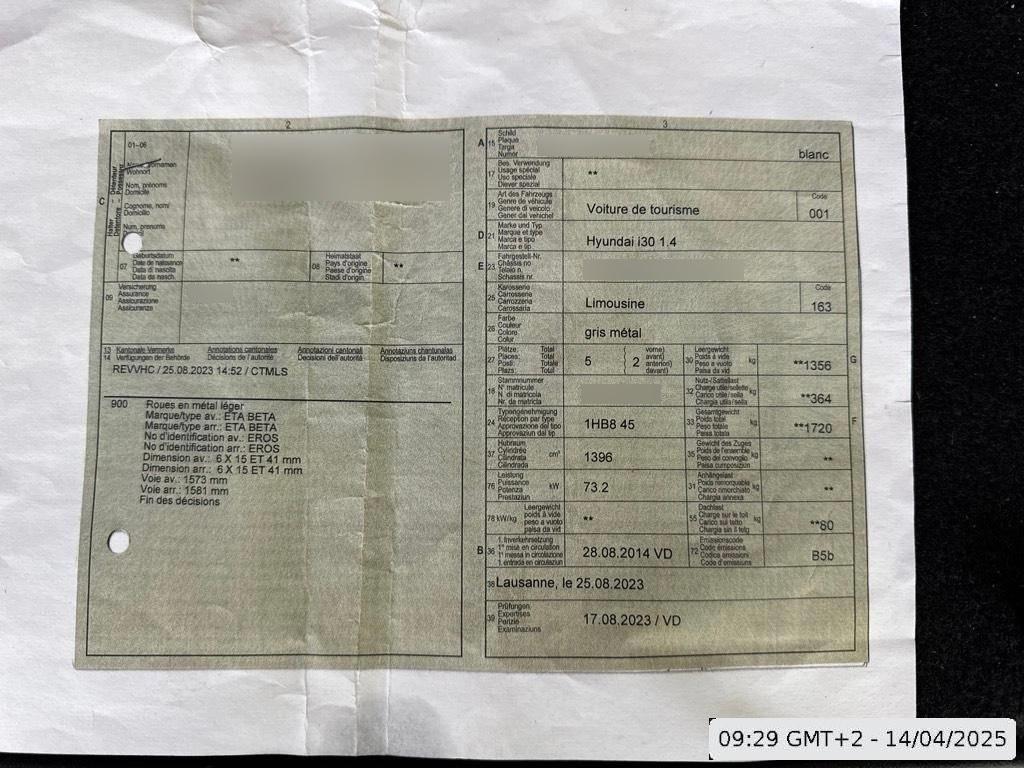 2
01–06
Name, Vornamen
Wohnort
Nom, prénoms
Domicile
Cognome, nomi
Domicilio
Num, prenums
C
Halter Détenteur
Detentore Possessur
07
Geburtsdatum
Date de naissance
Data di nascita
Data da nasch.
**
08
Heimatstaat
Pays d'origine
Paese d'origine
Stadi d'origin
**
09
Versicherung
Assurance
Assicurazione
Assicuranza
13 Kantonale Vermerke Annotations cantonales Annotazioni cantonali Annotaziuns chantunalas
14 Verfügungen der Behörde Décisions de l'autorité Decisioni dell'autorità Disposiziuns da l'autoritad
REVVHC / 25.08.2023 14:52 / CTMLS
900 Roues en métal léger
Marque/type av.: ETA BETA
Marque/type arr.: ETA BETA
No d'identification av.: EROS
No d'identification arr.: EROS
Dimension av.: 6 X 15 ET 41 mm
Dimension arr.: 6 X 15 ET 41 mm
Voie av.: 1573 mm
Voie arr.: 1581 mm
Fin des décisions
3
A 15
Schild
Plaque
Targa
Numer
blanc
17
Bes. Verwendung
Usage spécial
Uso speciale
Diever spezial
**
19
Art des Fahrzeugs
Genre de véhicule
Genere di veicolo
Gener dal vehichel
Voiture de tourisme
Code
001
D 21
Marke und Typ
Marque et type
Marca e tipo
Marca e tip
Hyundai i30 1.4
E 23
Fahrgestell-Nr.
Châssis no
Telaio n.
Schassis nr.
25
Karosserie
Carrosserie
Carrozzeria
Carossaria
Limousine
Code
163
26
Farbe
Couleur
Colore
Colur
gris métal
27
Plätze: Total
Places: Total
Posti: Totale
Plazs: Total
5
( 2
vorne)
avant)
anteriori)
davant)
30
Leergewicht
Poids à vide
Peso a vuoto
Paisa da vid
kg
**1356
G
18
Stammnummer
N° matricule
N. di matricola
Nr. da matricla
32
Nutz-/Sattellast
Charge utile/sellette
Carico utile/sella
Chargia utila/sella
kg
**364
24
Typengenehmigung
Réception par type
Approvazione del tipo
Approvaziun dal tip
1HB8 45
33
Gesamtgewicht
Poids total
Peso totale
Paisa totala
kg
**1720
F
37
Hubraum
Cylindrée
Cilindrata
Cilindrada
cm³
1396
35
Gewicht des Zuges
Poids de l'ensemble
Peso del convoglio
Paisa cumposiziun
kg
**
76
Leistung
Puissance
Potenza
Prestaziun
kW
73.2
31
Anhängelast
Poids remorquable
Carico rimorchiato
Chargia annexa
kg
**
78 kW/kg
Leergewicht
poids à vide
peso a vuoto
paisa da vid
**
55
Dachlast
Charge sur le toit
Carico sul tetto
Chargia sin il tetg
kg
**80
B 36
1. Inverkehrsetzung
1re mise en circulation
1a messa in circolazione
1. entrada en circulaziun
28.08.2014 VD
72
Emissionscode
Code émissions
Codice emissioni
Code d'emissiuns
B5b
38 Lausanne, le 25.08.2023
39
Prüfungen
Expertises
Perizie
Examinaziuns
17.08.2023 / VD
09:29 GMT+2 - 14/04/2025